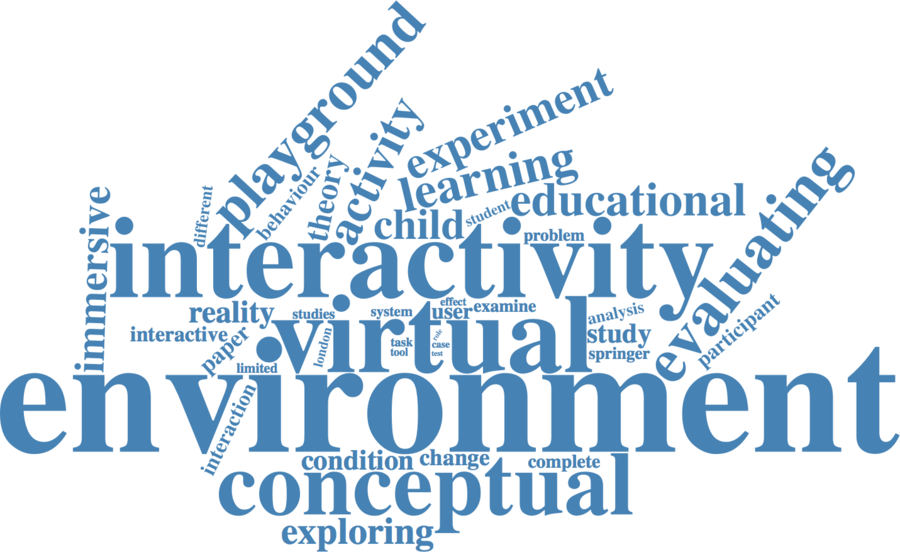 playground
experiment
activity
learning
theory
behaviour
different
child
student
educational
evaluating
immersive
interactivity
problem
reality
studies
system
effect
user
examine
analysis
participant
interactive
virtual
study
paper
london
task
tool
role
case
test
springer
limited
environment
interaction
condition
change
complete
conceptual
exploring